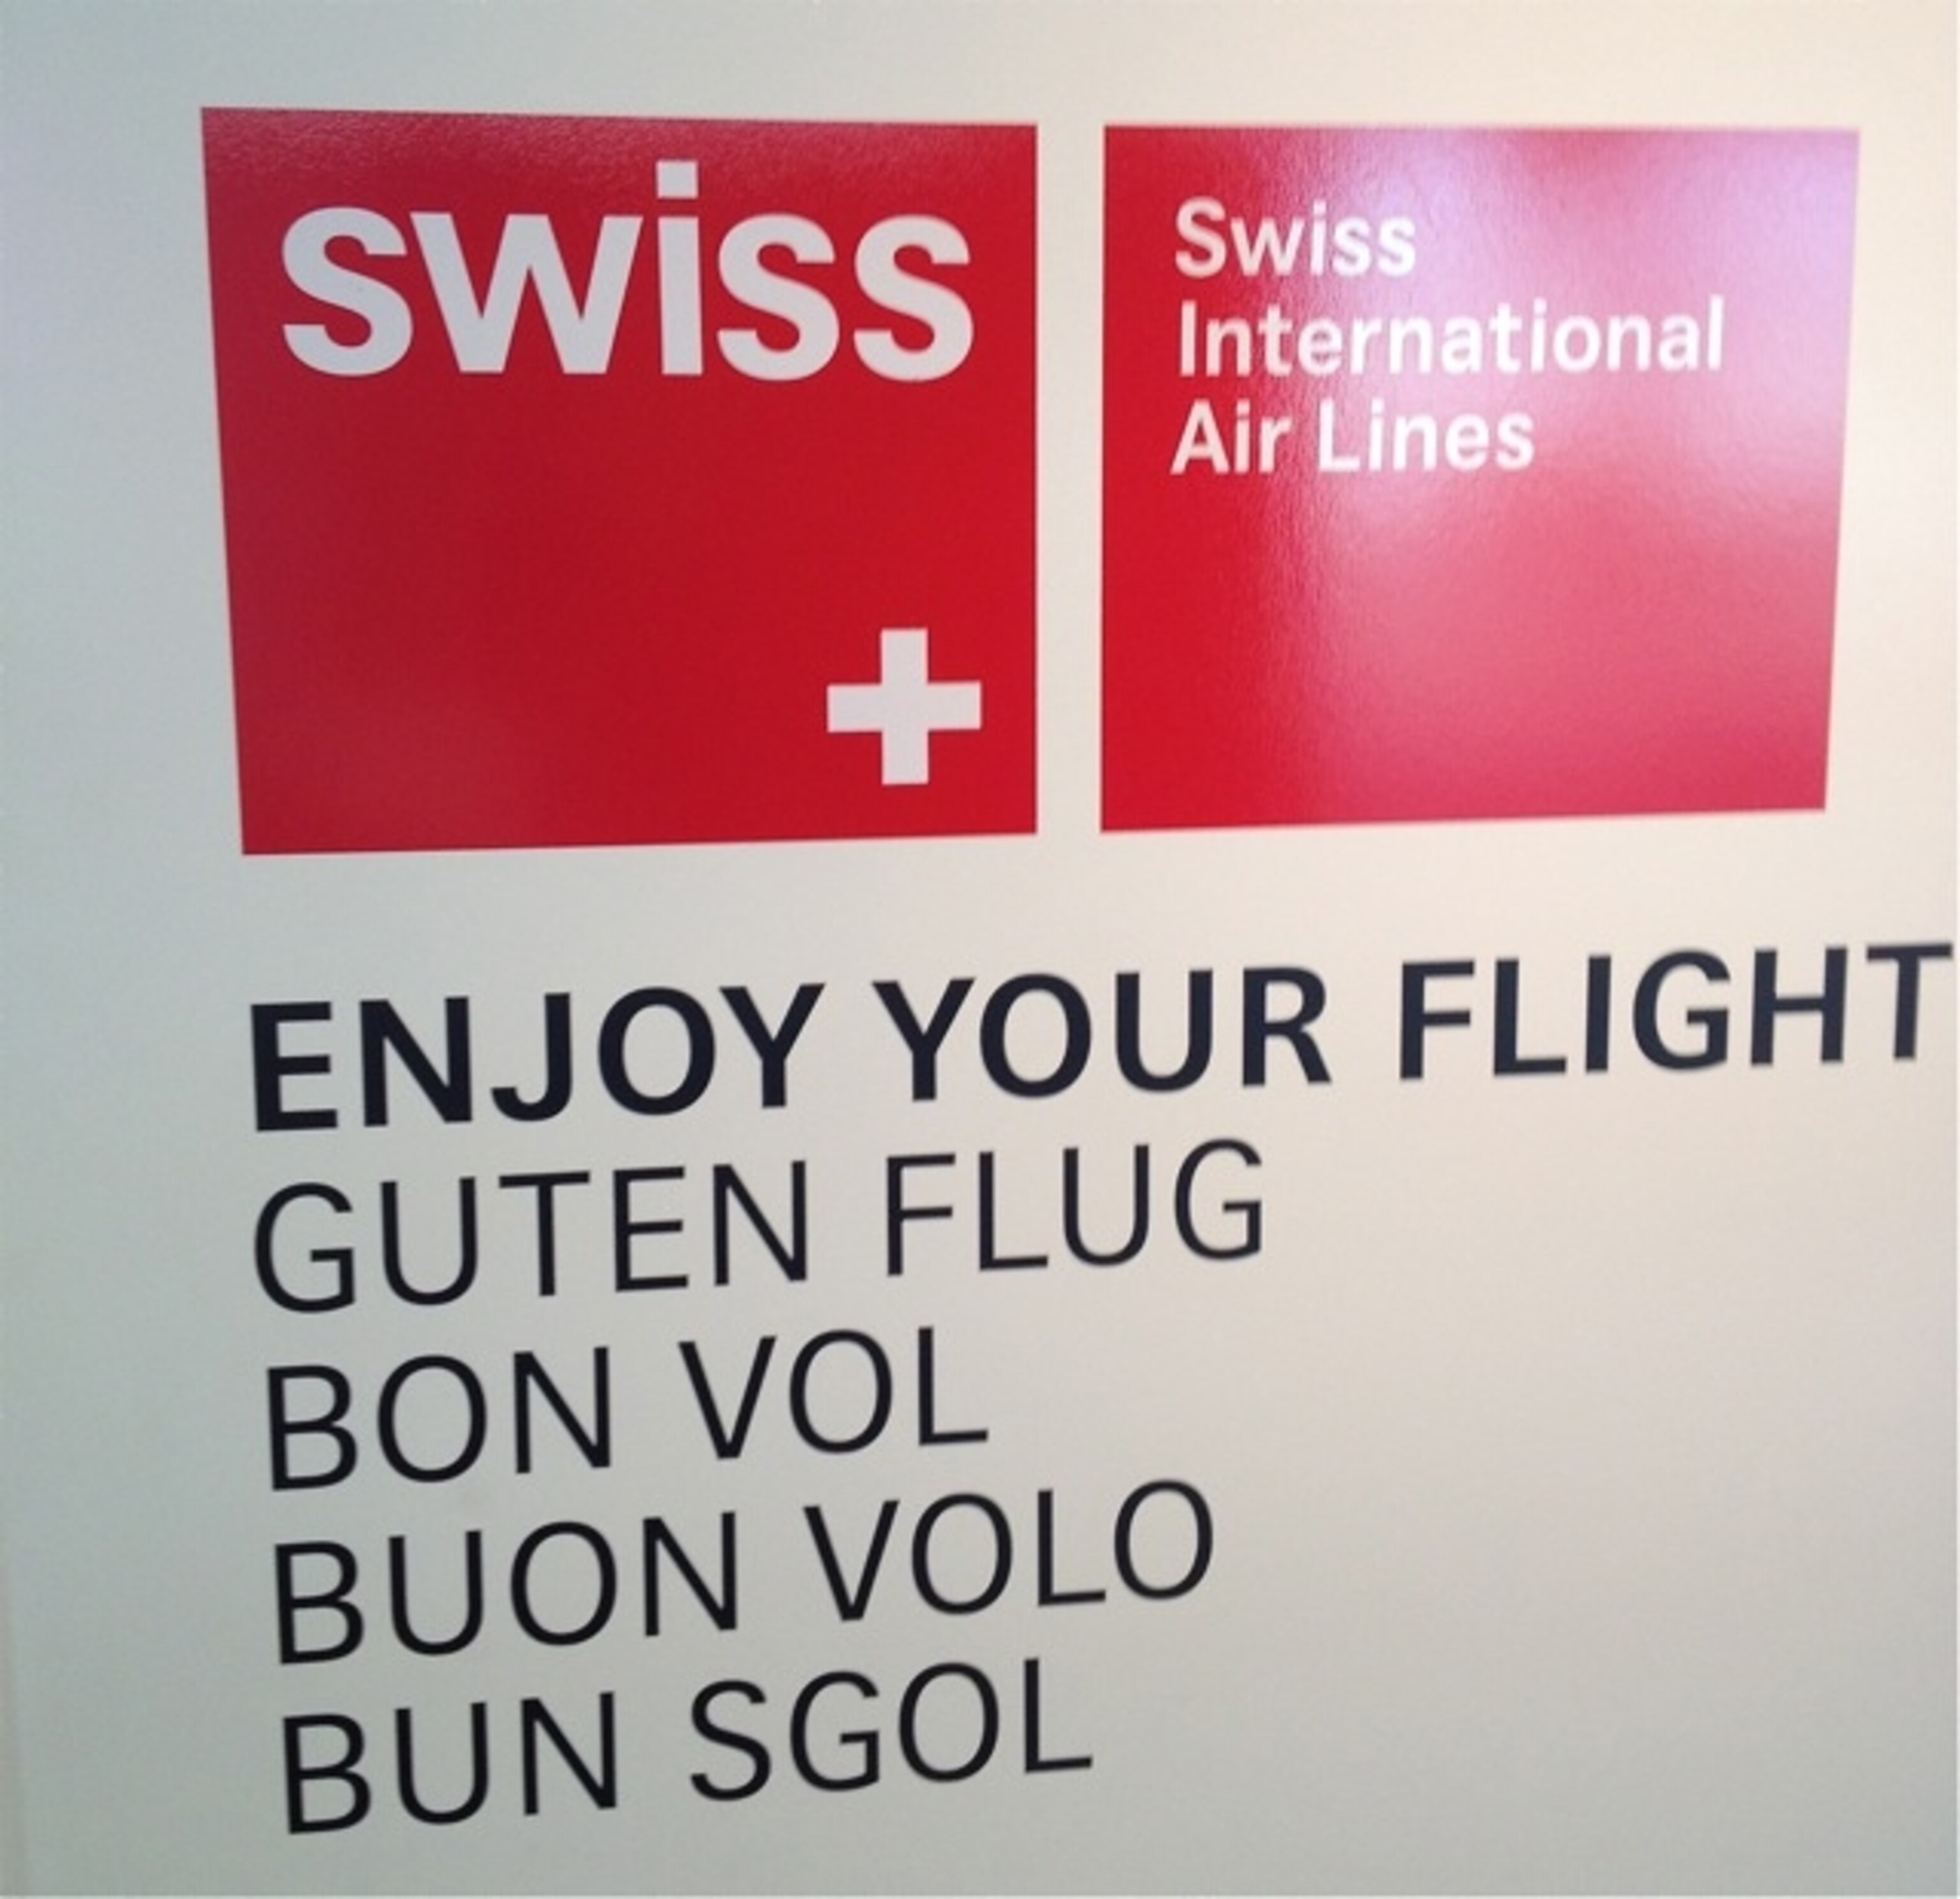 swiss
Swiss
International
Air Lines
ENJOY YOUR FLIGHT
GUTEN FLUG
BON VOL
BUON VOLO
BUN SGOL